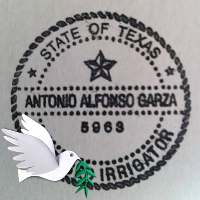 STATE OF TEXAS
ANTONIO ALFONSO GARZA
5963
IRRIGATOR